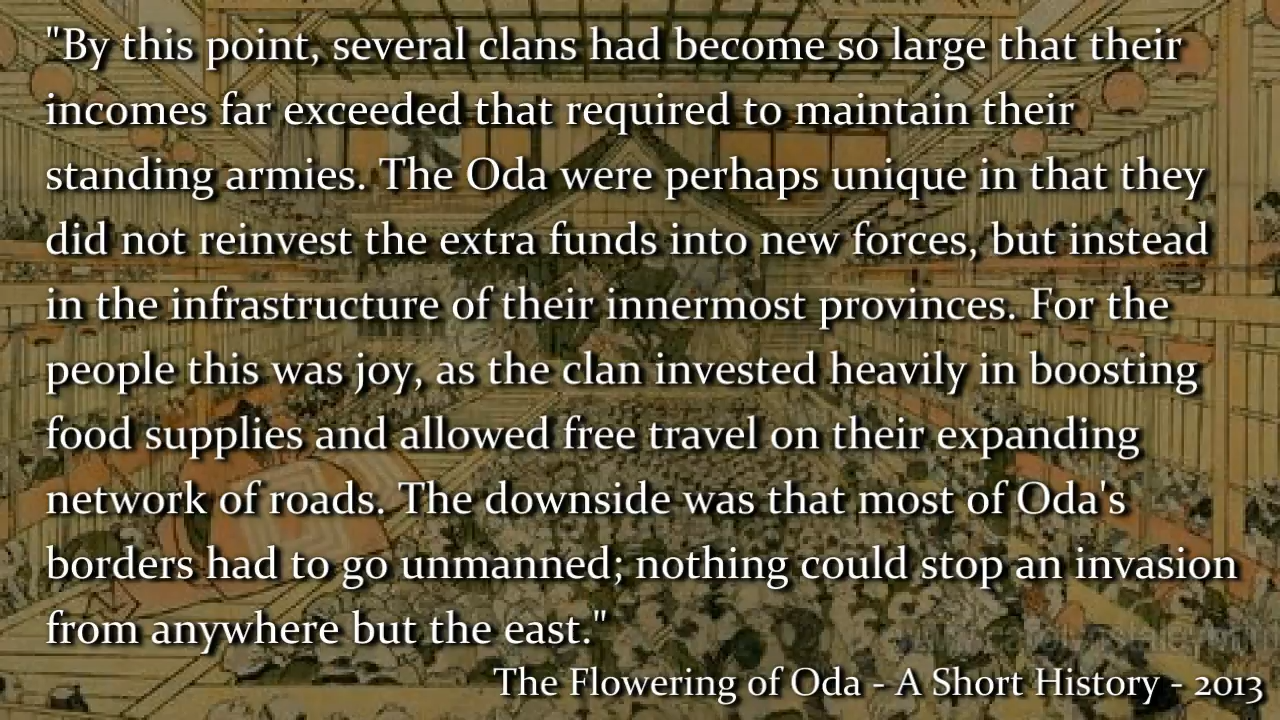 "By this point, several clans had become so large that their
incomes far exceeded that required to maintain their
standing armies. The Oda were perhaps unique in that they
did not reinvest the extra funds into new forces, but instead
in the infrastructure of their innermost provinces. For the
people this was joy, as the clan invested heavily in boosting
food supplies and allowed free travel on their expanding
network of roads. The downside was that most of Oda's
borders had to go unmanned; nothing could stop an invasion
from anywhere but the east."
The Flowering of Oda - A Short History - 2013